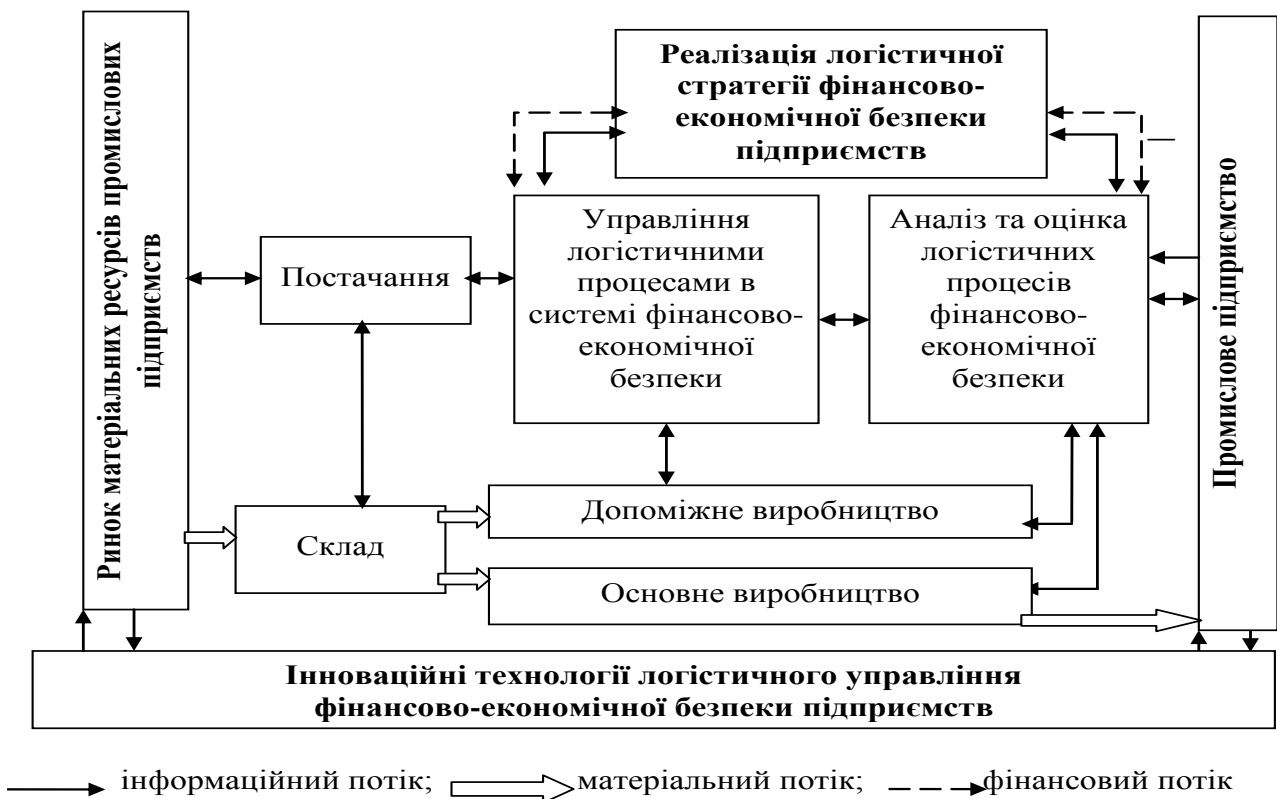 Ринок матеріальних ресурсів промислових
підприємств
Реалізація логістичної
стратегії фінансово-
економічної безпеки
підприємств
Постачання
Управління
логістичними
процесами в
системі фінансово-
економічної
безпеки
Аналіз та оцінка
логістичних
процесів
фінансово-
економічної
безпеки
Промислове підприємство
Склад
Допоміжне виробництво
Основне виробництво
Інноваційні технології логістичного управління
фінансово-економічної безпеки підприємств
інформаційний потік; матеріальний потік; фінансовий потік